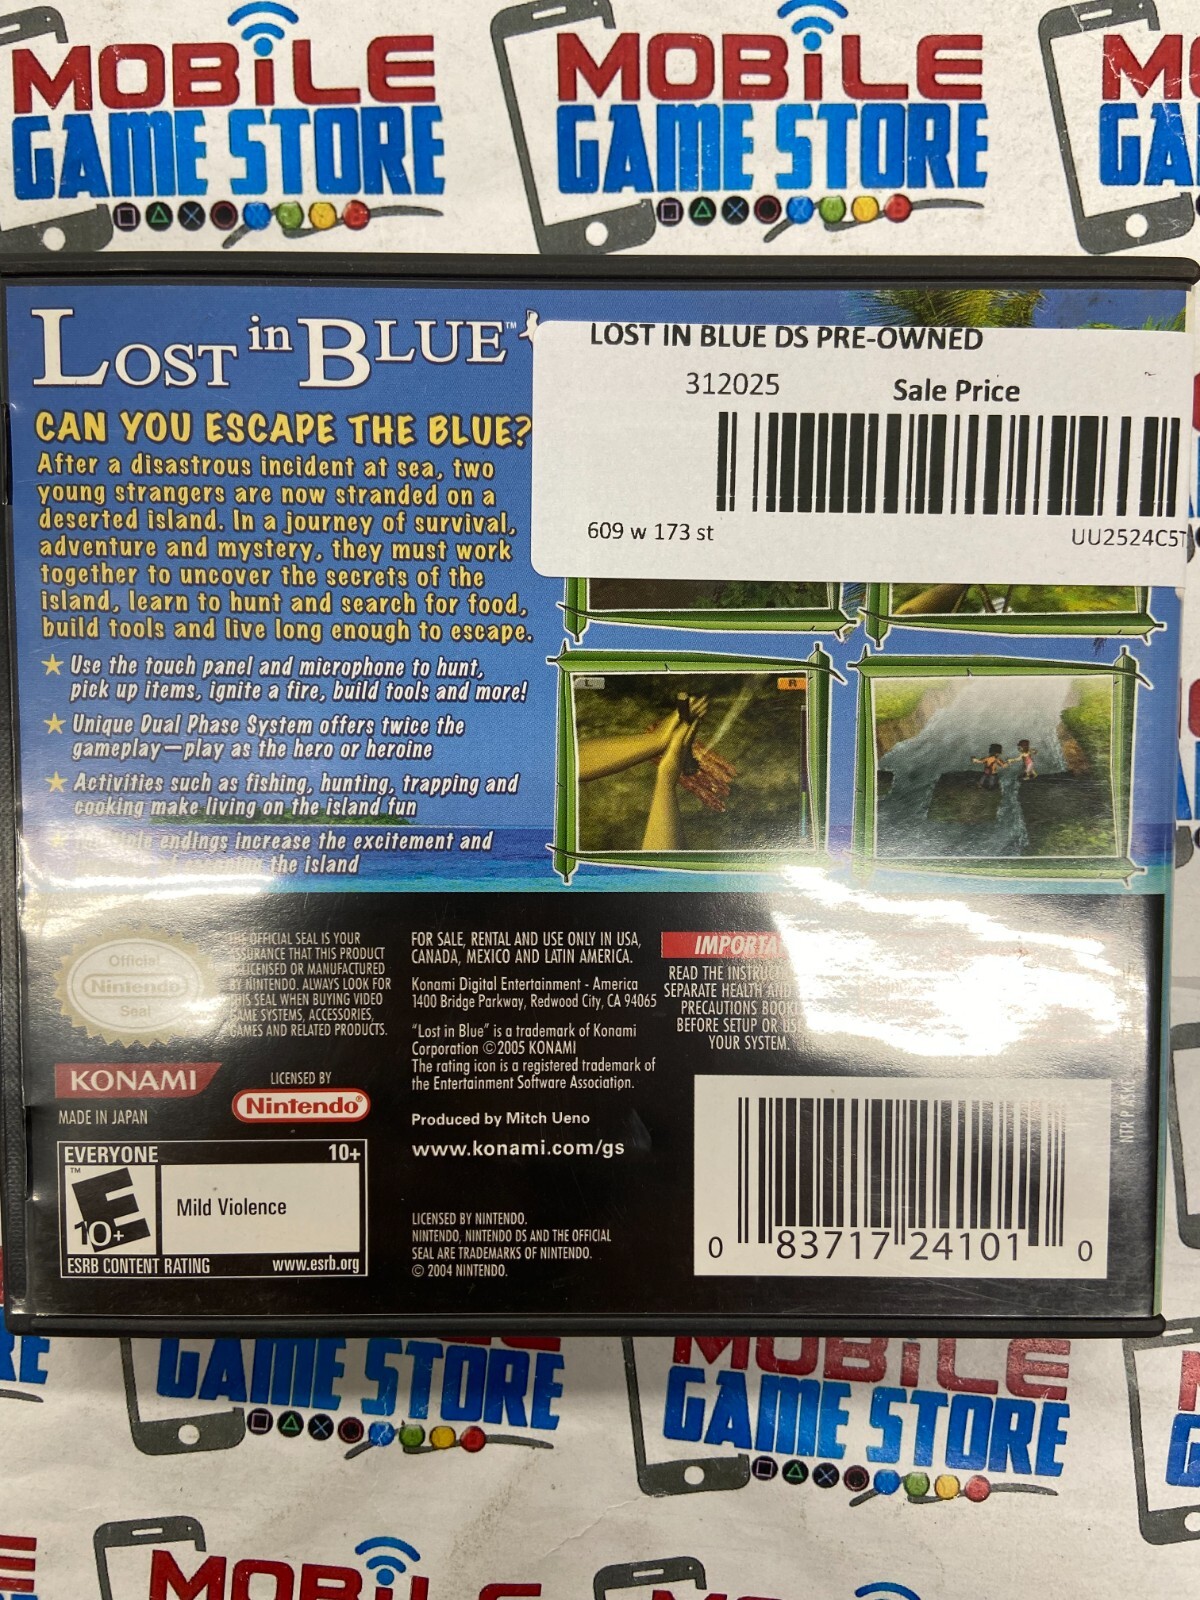 MOBiLE
GAME STORE
MOBiLE
GAME STORE
LOST in BLUE™
CAN YOU ESCAPE THE BLUE?
After a disastrous incident at sea, two
young strangers are now stranded on a
deserted island. In a journey of survival,
adventure and mystery, they must work
together to uncover the secrets of the
island, learn to hunt and search for food,
build tools and live long enough to escape.
Use the touch panel and microphone to hunt,
pick up items, ignite a fire, build tools and more!
Unique Dual Phase System offers twice the
gameplay—play as the hero or heroine
Activities such as fishing, hunting, trapping and
cooking make living on the island fun
endings increase the excitement and
the island
LOST IN BLUE DS PRE-OWNED
312025 Sale Price
609 w 173 st UU2524C5T
L R
Official
Nintendo
Seal
THE OFFICIAL SEAL IS YOUR
ASSURANCE THAT THIS PRODUCT
IS LICENSED OR MANUFACTURED
BY NINTENDO. ALWAYS LOOK FOR
THIS SEAL WHEN BUYING VIDEO
GAME SYSTEMS, ACCESSORIES,
GAMES AND RELATED PRODUCTS.
KONAMI
MADE IN JAPAN
LICENSED BY
Nintendo®
EVERYONE 10+
™
E
10+
Mild Violence
ESRB CONTENT RATING www.esrb.org
FOR SALE, RENTAL AND USE ONLY IN USA,
CANADA, MEXICO AND LATIN AMERICA.
Konami Digital Entertainment - America
1400 Bridge Parkway, Redwood City, CA 94065
"Lost in Blue" is a trademark of Konami
Corporation ©2005 KONAMI
The rating icon is a registered trademark of
the Entertainment Software Association.
Produced by Mitch Ueno
www.konami.com/gs
LICENSED BY NINTENDO.
NINTENDO, NINTENDO DS AND THE OFFICIAL
SEAL ARE TRADEMARKS OF NINTENDO.
© 2004 NINTENDO.
READ THE
SEPARATE HEALTH AND
PRECAUTIONS
BEFORE SETUP OR
YOUR SYSTEM.
0 83717 24101 0
GAME STORE
MOBiLE
GAME STORE
MOBiLE